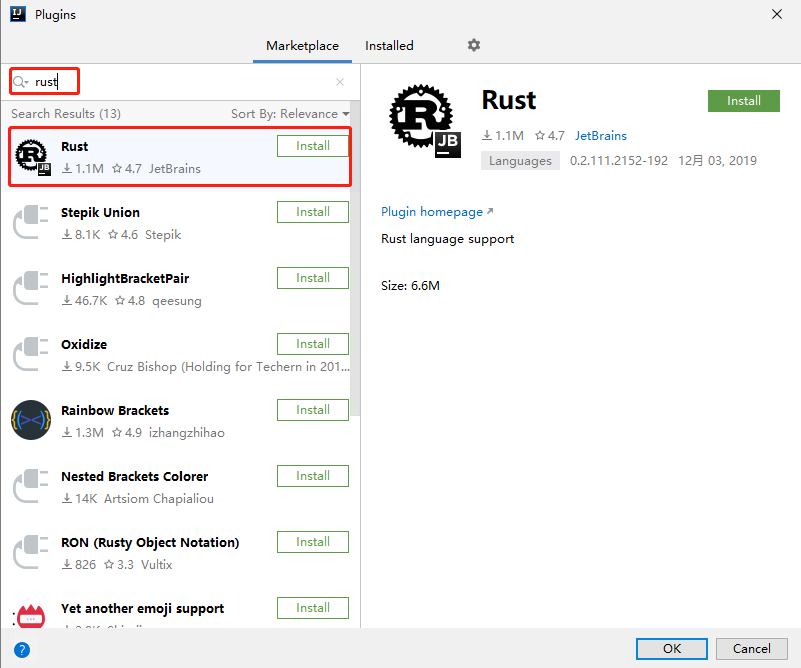 Plugins
Marketplace Installed
rust
Search Results (13) Sort By: Relevance
Rust Install
1.1M 4.7 JetBrains
Stepik Union Install
8.1K 4.6 Stepik
HighlightBracketPair Install
46.7K 4.8 qeesung
Oxidize Install
9.5K Cruz Bishop (Holding for Techern in 201...
Rainbow Brackets Install
1.3M 4.9 izhangzhihao
Nested Brackets Colorer Install
14K Artsiom Chapialiou
RON (Rusty Object Notation) Install
826 3.3 Vultix
Yet another emoji support Install
Rust Install
1.1M 4.7 JetBrains
Languages 0.2.111.2152-192 12月 03, 2019
Plugin homepage
Rust language support
Size: 6.6M
? OK Cancel